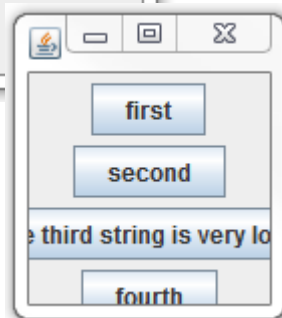 first
second
e third string is very lo
fourth